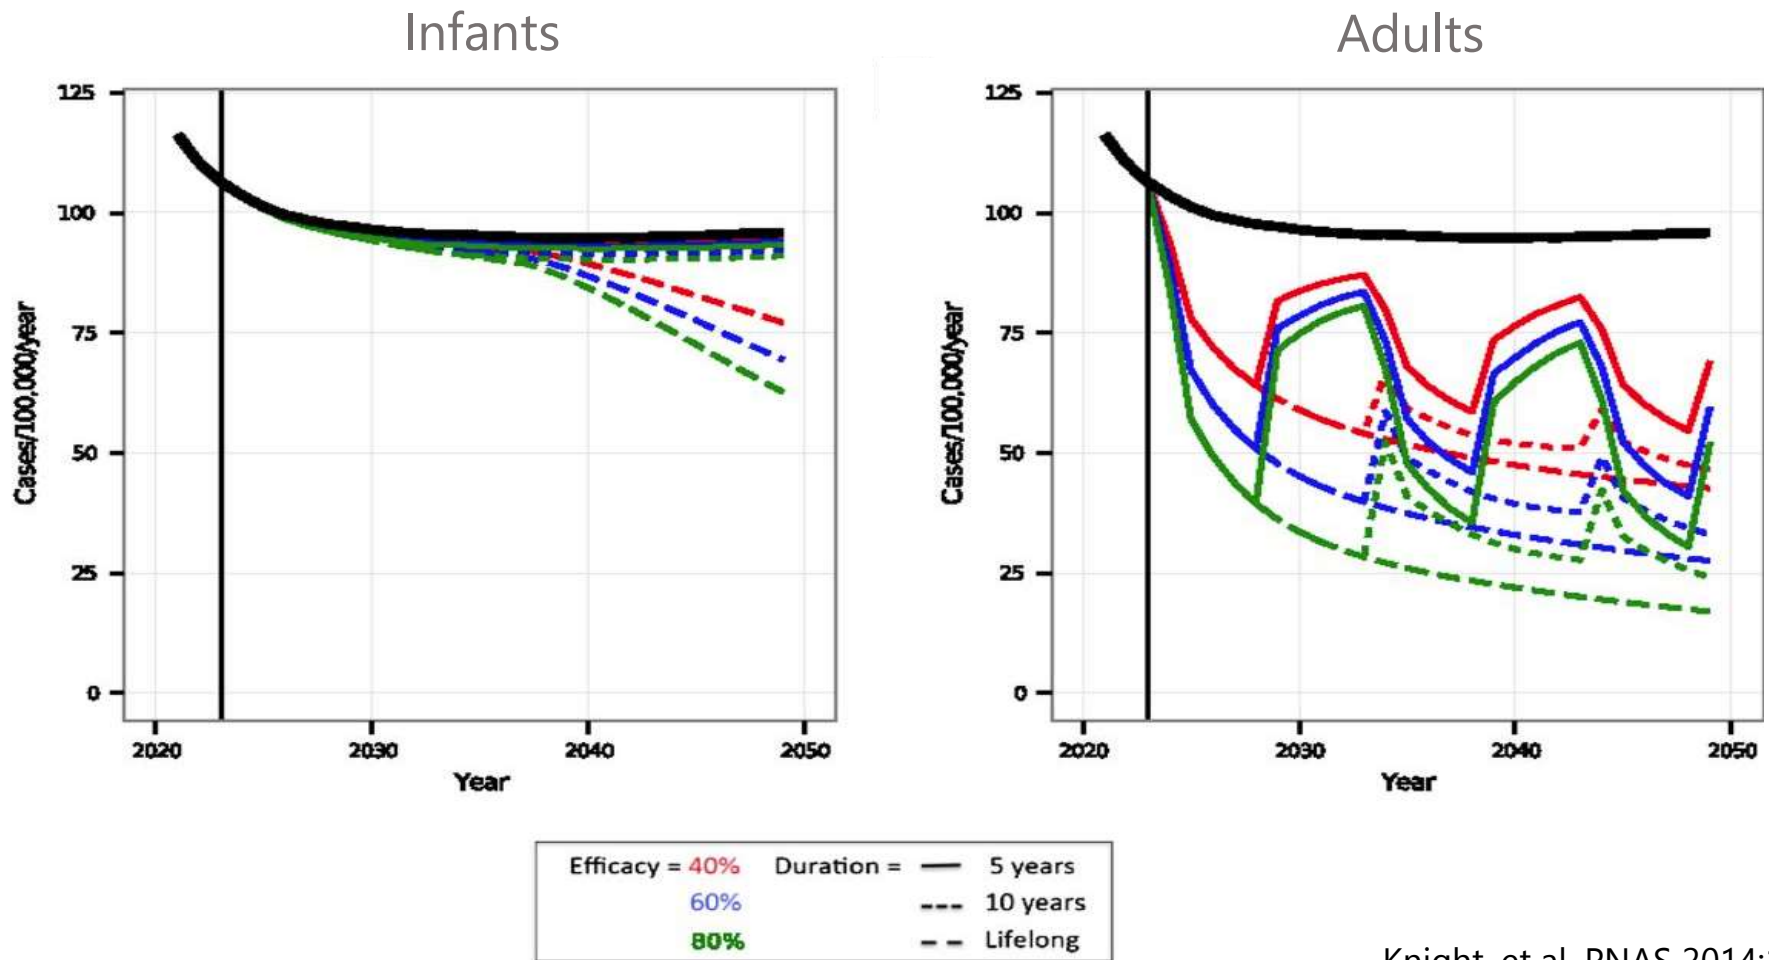 Infants
Adults
125
100
75
50
25
0
Cases/100,000/year
2020 2030 2040 2050
Year
125
100
75
50
25
0
Cases/100,000/year
2020 2030 2040 2050
Year
Efficacy = 40% Duration = 5 years
60% 10 years
80% Lifelong
Knight, et al. PNAS 2014;